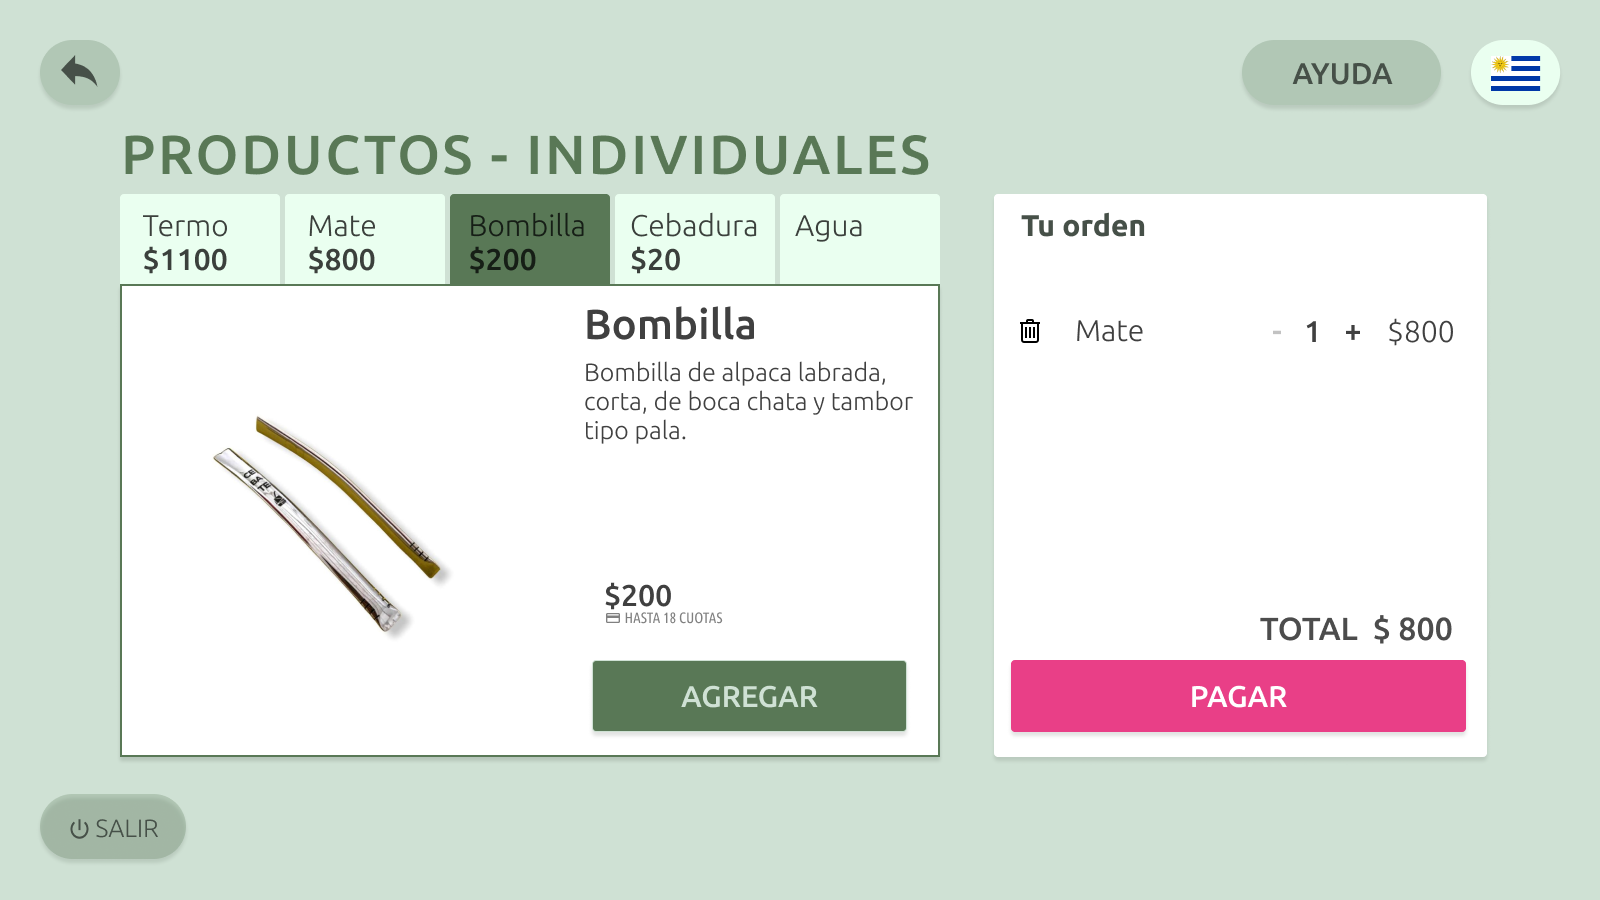 AYUDA
PRODUCTOS - INDIVIDUALES
Termo
$1100
Mate
$800
Bombilla
$200
Cebadura
$20
Agua
Bombilla
Bombilla de alpaca labrada,
corta, de boca chata y tambor
tipo pala.
$200
HASTA 18 CUOTAS
AGREGAR
Tu orden
Mate - 1 + $800
TOTAL $ 800
PAGAR
SALIR